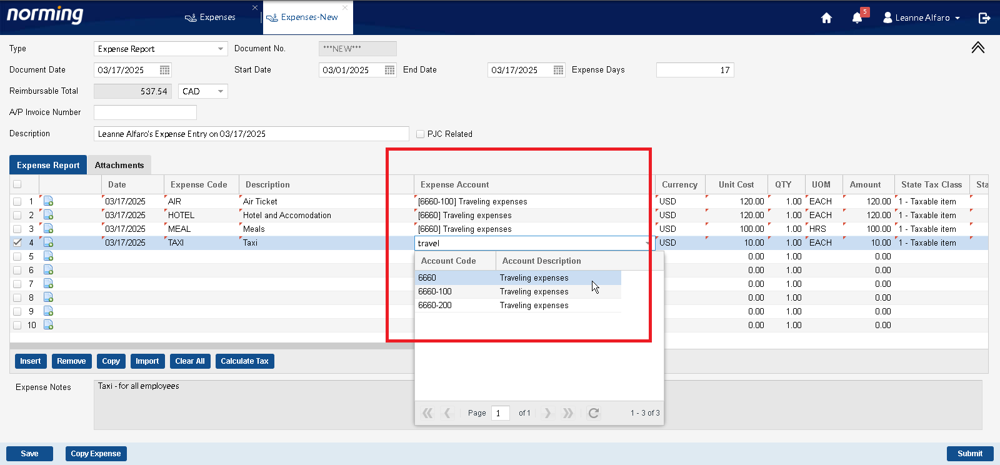 norming
Expenses
Expenses-New
5
Leanne Alfaro
Type
Expense Report
Document No.
***NEW***
Document Date
03/17/2025
Start Date
03/01/2025
End Date
03/17/2025
Expense Days
17
Reimbursable Total
537.54
CAD
A/P Invoice Number
Description
Leanne Alfaro's Expense Entry on 03/17/2025
PJC Related
Expense Report
Attachments
Date Expense Code Description Expense Account Currency Unit Cost QTY UOM Amount State Tax Class Sta
1 03/17/2025 AIR Air Ticket [6660-100] Traveling expenses USD 120.00 1.00 EACH 120.00 1 - Taxable item
2 03/17/2025 HOTEL Hotel and Accomodation [6660] Traveling expenses USD 120.00 1.00 EACH 120.00 1 - Taxable item
3 03/17/2025 MEAL Meals [6660] Traveling expenses USD 100.00 1.00 HRS 100.00 1 - Taxable item
4 03/17/2025 TAXI Taxi travel USD 10.00 1.00 EACH 10.00 1 - Taxable item
5 0.00 1.00 0.00
6 0.00 1.00 0.00
7 0.00 1.00 0.00
8 0.00 1.00 0.00
9 0.00 1.00 0.00
10 0.00 1.00 0.00
Account Code Account Description
6660 Traveling expenses
6660-100 Traveling expenses
6660-200 Traveling expenses
Page 1 of 1
1 - 3 of 3
Insert Remove Copy Import Clear All Calculate Tax
Expense Notes
Taxi - for all employees
Save Copy Expense Submit